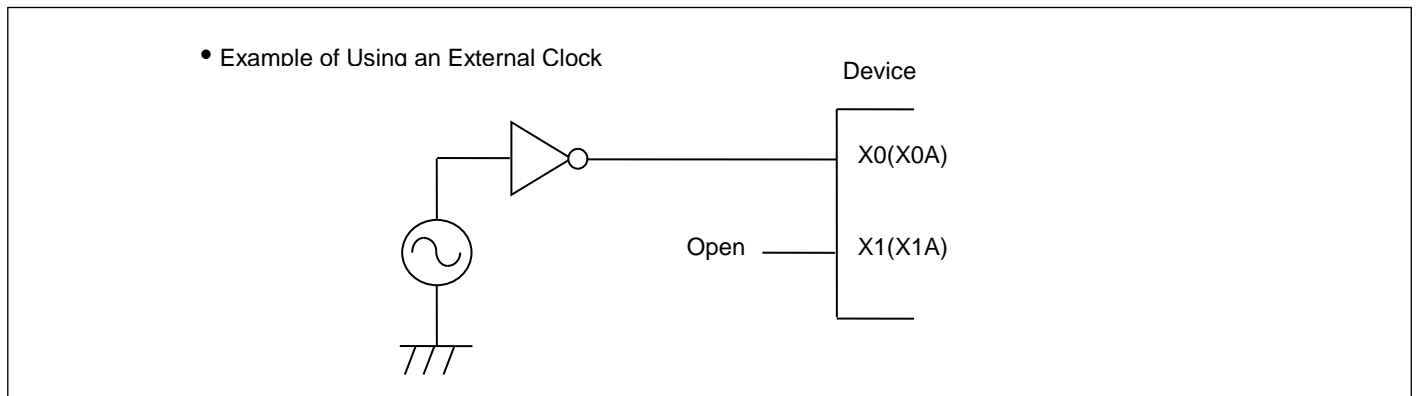 • Example of Using an External Clock
Device
X0(X0A)
Open
X1(X1A)